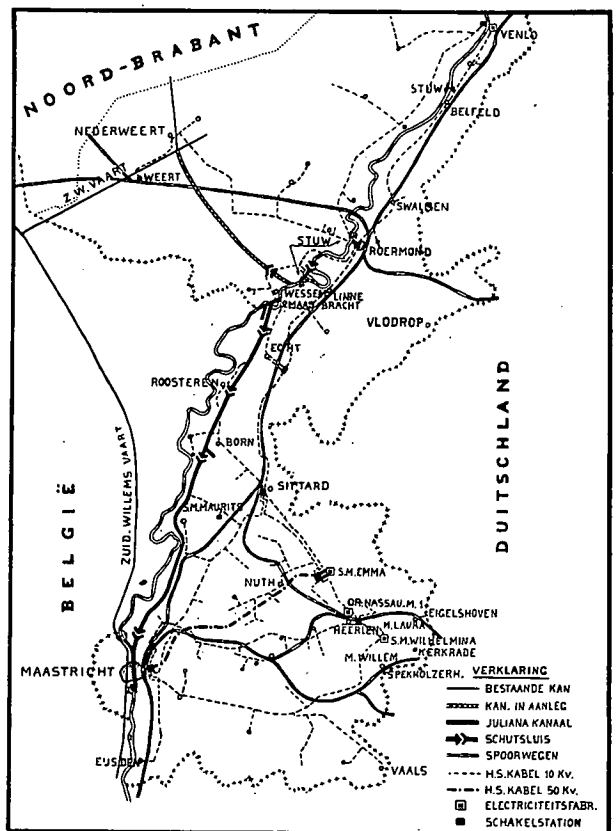 NOORD-BRABANT
VENLO
STUW
BELFELD
NEDERWEERT
Z.W. VAART
WEERT
SWALMEN
STUW
ROERMOND
WESSEM
LINNE
MAASBRACHT
VLODROP
ECHT
ROOSTEREN
BORN
BELGIË
ZUID. WILLEMS VAART
DUITSCHLAND
SITTARD
S.M. MAURITS
S.M. EMMA
NUTH
OR. NASSAU. M. 1
EIGELSHOVEN
HEERLEN
M. LAURA
S.M. WILHELMINA
KERKRADE
MAASTRICHT
M. WILLEM
SPEKHOLZERH.
EIJSDEN
VAALS
VERKLARING
BESTAANDE KAN
KAN. IN AANLEG
JULIANA KANAAL
SCHUTSLUIS
SPOORWEGEN
H.S. KABEL 10 KV.
H.S. KABEL 50 KV.
ELECTRICITEITSFABR.
SCHAKELSTATION